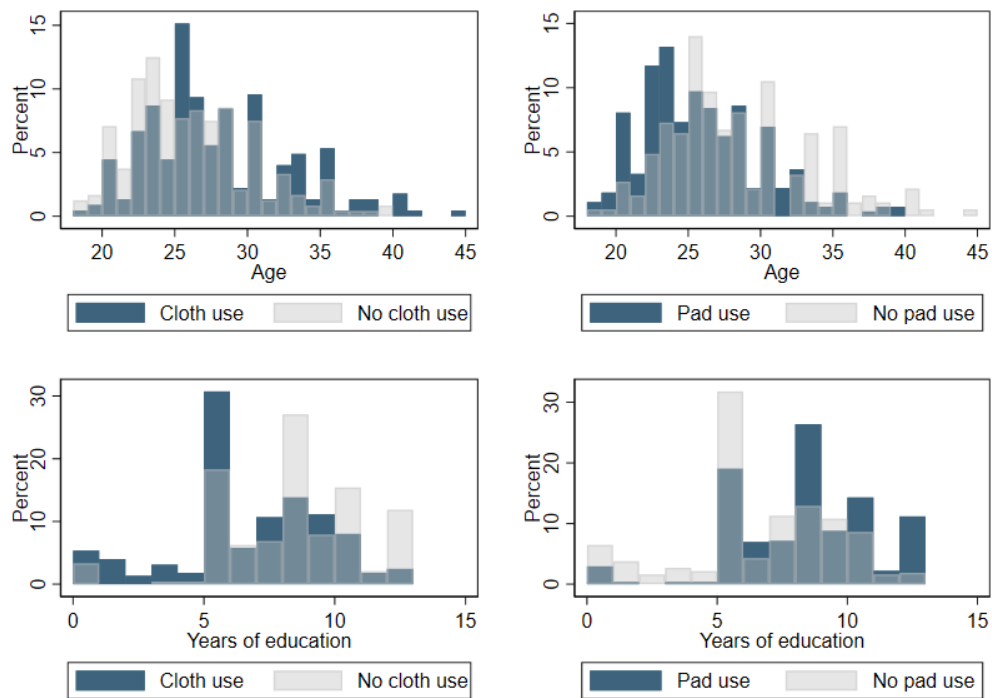 Percent
0 5 10 15
20 25 30 35 40 45
Age
Cloth use No cloth use
Percent
0 5 10 15
20 25 30 35 40 45
Age
Pad use No pad use
Percent
0 10 20 30
0 5 10 15
Years of education
Cloth use No cloth use
Percent
0 10 20 30
0 5 10 15
Years of education
Pad use No pad use